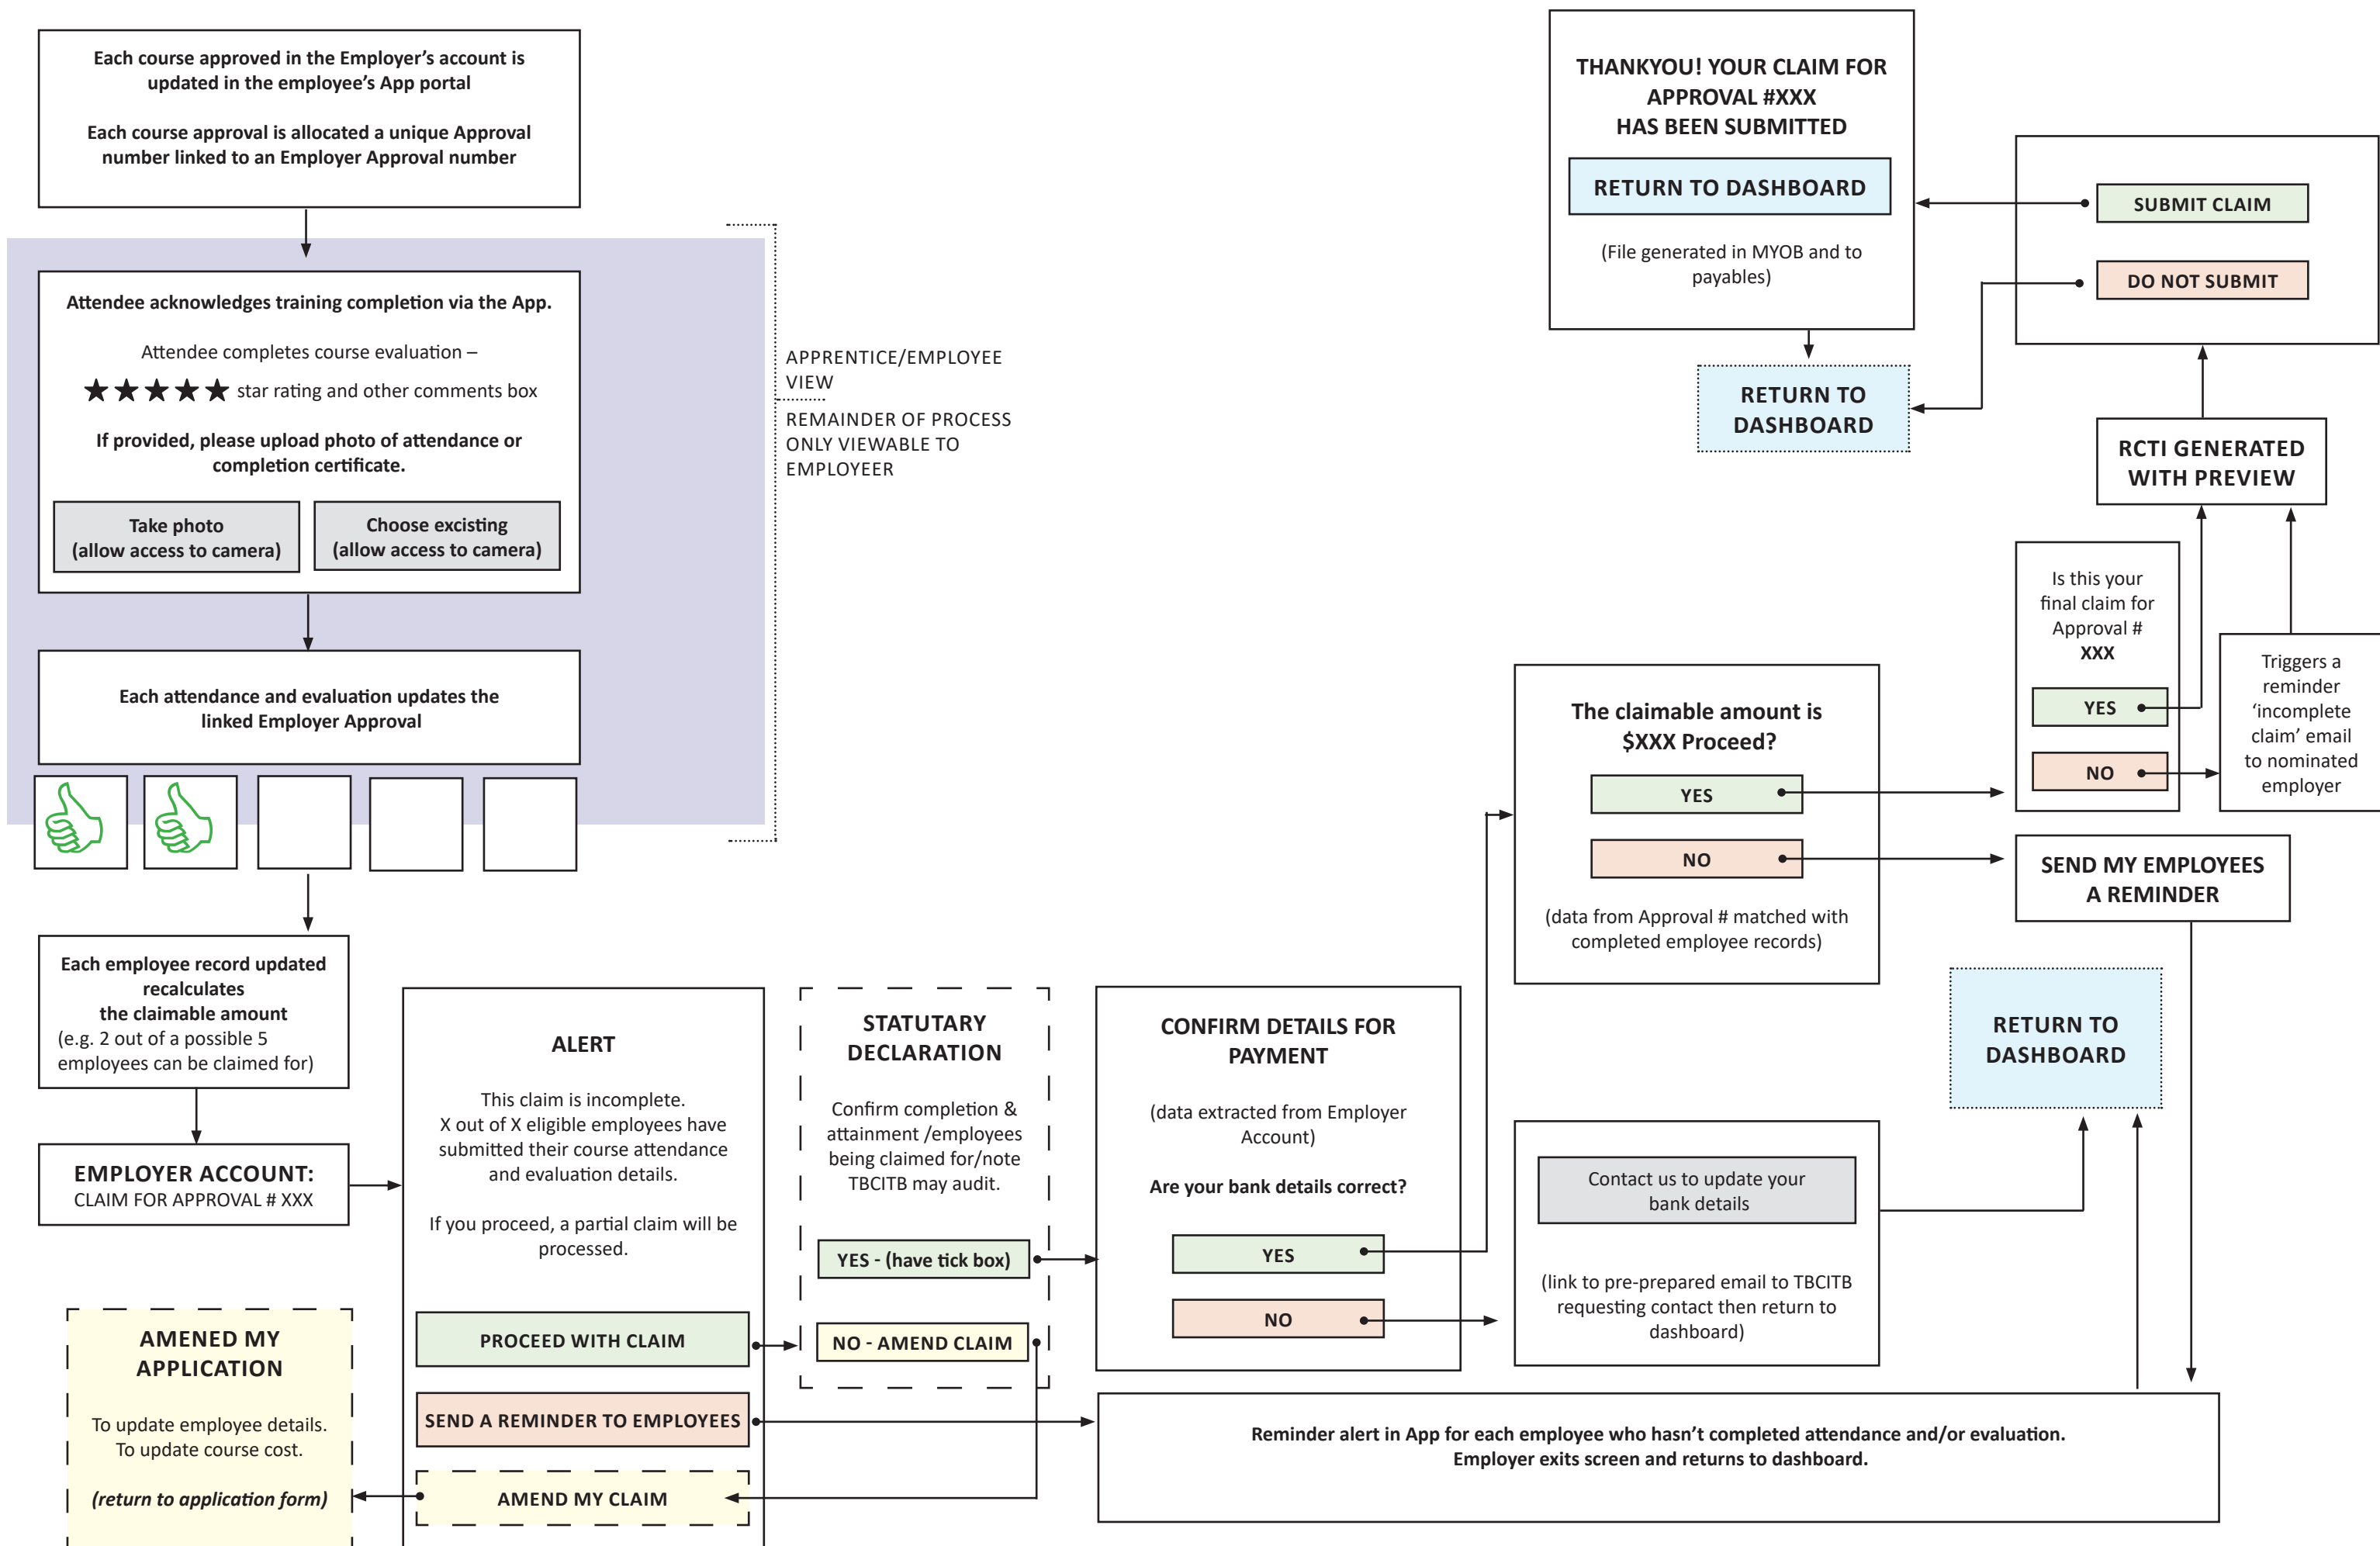 Each course approved in the Employer’s account is
updated in the employee’s App portal
Each course approval is allocated a unique Approval
number linked to an Employer Approval number
Attendee acknowledges training completion via the App.
Attendee completes course evaluation –
star rating and other comments box
If provided, please upload photo of attendance or
completion certificate.
Take photo
(allow access to camera)
Choose excisting
(allow access to camera)
Each attendance and evaluation updates the
linked Employer Approval
APPRENTICE/EMPLOYEE
VIEW
REMAINDER OF PROCESS
ONLY VIEWABLE TO
EMPLOYEER
Each employee record updated
recalculates
the claimable amount
(e.g. 2 out of a possible 5
employees can be claimed for)
EMPLOYER ACCOUNT:
CLAIM FOR APPROVAL # XXX
AMENED MY
APPLICATION
To update employee details.
To update course cost.
(return to application form)
ALERT
This claim is incomplete.
X out of X eligible employees have
submitted their course attendance
and evaluation details.
If you proceed, a partial claim will be
processed.
PROCEED WITH CLAIM
SEND A REMINDER TO EMPLOYEES
AMEND MY CLAIM
STATUTARY
DECLARATION
Confirm completion &
attainment /employees
being claimed for/note
TBCITB may audit.
YES - (have tick box)
NO - AMEND CLAIM
CONFIRM DETAILS FOR
PAYMENT
(data extracted from Employer
Account)
Are your bank details correct?
YES
NO
The claimable amount is
$XXX Proceed?
YES
NO
(data from Approval # matched with
completed employee records)
Contact us to update your
bank details
(link to pre-prepared email to TBCITB
requesting contact then return to
dashboard)
Reminder alert in App for each employee who hasn’t completed attendance and/or evaluation.
Employer exits screen and returns to dashboard.
RETURN TO
DASHBOARD
SEND MY EMPLOYEES
A REMINDER
Is this your
final claim for
Approval #
XXX
YES
NO
Triggers a
reminder
‘incomplete
claim’ email
to nominated
employer
RCTI GENERATED
WITH PREVIEW
SUBMIT CLAIM
DO NOT SUBMIT
THANKYOU! YOUR CLAIM FOR
APPROVAL #XXX
HAS BEEN SUBMITTED
RETURN TO DASHBOARD
(File generated in MYOB and to
payables)
RETURN TO
DASHBOARD